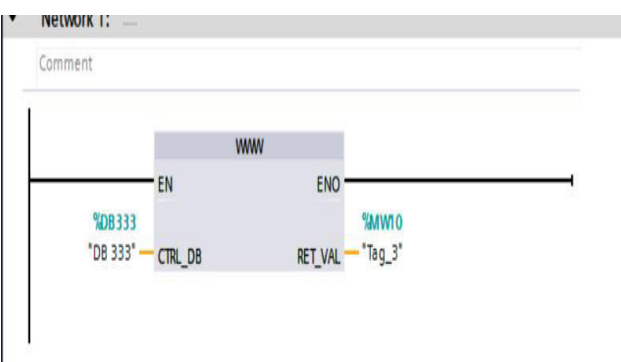 Network 1: .....
Comment
WWW
EN ENO
%DB333 %MW10
"DB 333" CTRL_DB RET_VAL "Tag_3"